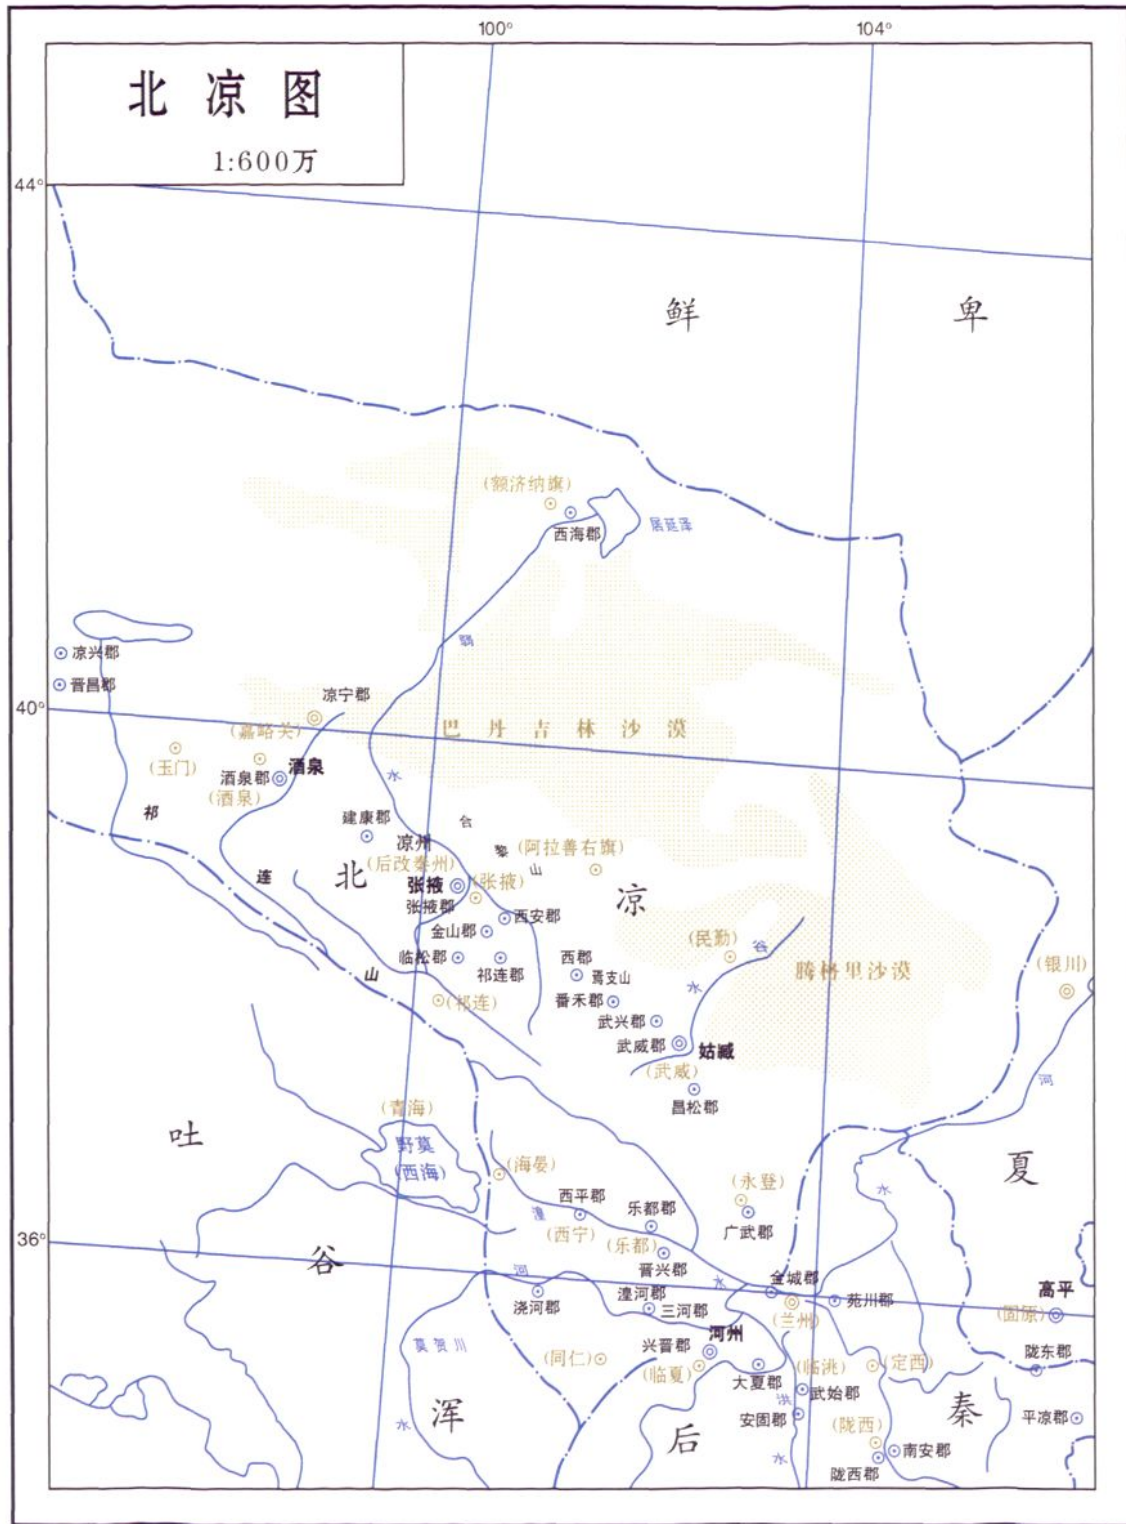 100°
104°
北凉图
1:600万
44°
鲜卑
(额济纳旗)
西海郡
居延泽
弱
凉兴郡
晋昌郡
凉宁郡
40°
(嘉峪关)
巴丹吉林沙漠
(玉门)
酒泉郡
酒泉
(酒泉)
水
祁
建康郡
凉州
合
黎
山
(阿拉善右旗)
(后改秦州)
连
北
张掖
(张掖)
凉
张掖郡
西安郡
金山郡
(民勤)
谷
临松郡
祁连郡
西郡
焉支山
腾格里沙漠
(银川)
山
水
(祁连)
番禾郡
武兴郡
武威郡
姑臧
(武威)
河
昌松郡
(青海)
吐
野莫
(西海)
(海晏)
夏
(永登)
水
西平郡
乐都郡
湟
广武郡
36°
(西宁)
(乐都)
谷
晋兴郡
河
水
金城郡
高平
浇河郡
湟河郡
三河郡
(兰州)
苑川郡
(固原)
莫贺川
河州
兴晋郡
(同仁)
(临夏)
(临洮)
(定西)
陇东郡
大夏郡
武始郡
洪
浑
安固郡
秦
平凉郡
水
后
(陇西)
南安郡
水
陇西郡